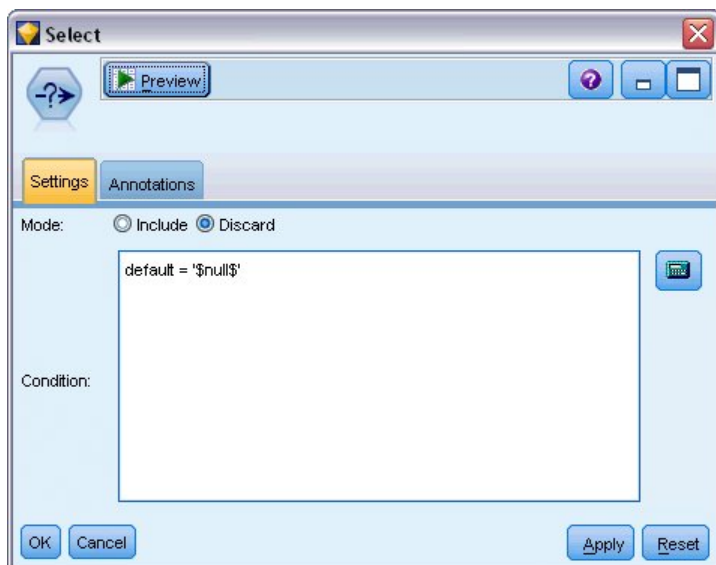 Select
-?
Preview
?
Settings Annotations
Mode: Include Discard
default = '$null$'
Condition:
OK Cancel Apply Reset